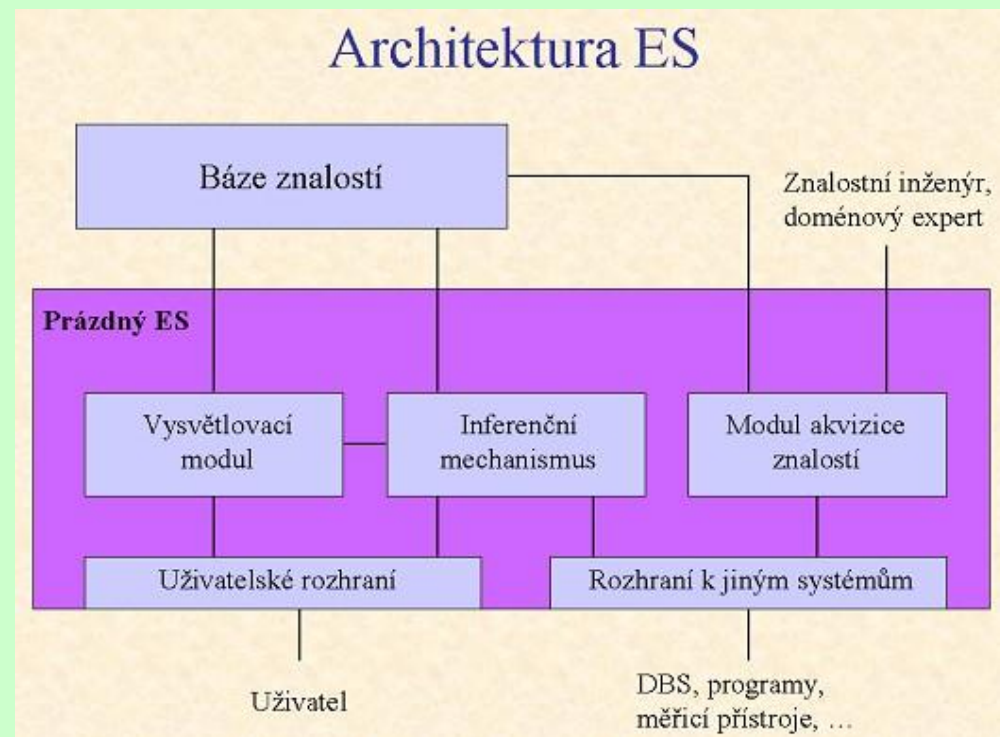 Architektura ES
Báze znalostí
Znalostní inženýr,
doménový expert
Prázdný ES
Vysvětlovací
modul
Inferenční
mechanismus
Modul akvizice
znalostí
Uživatelské rozhraní
Rozhraní k jiným systémům
Uživatel
DBS, programy,
měřicí přístroje, …